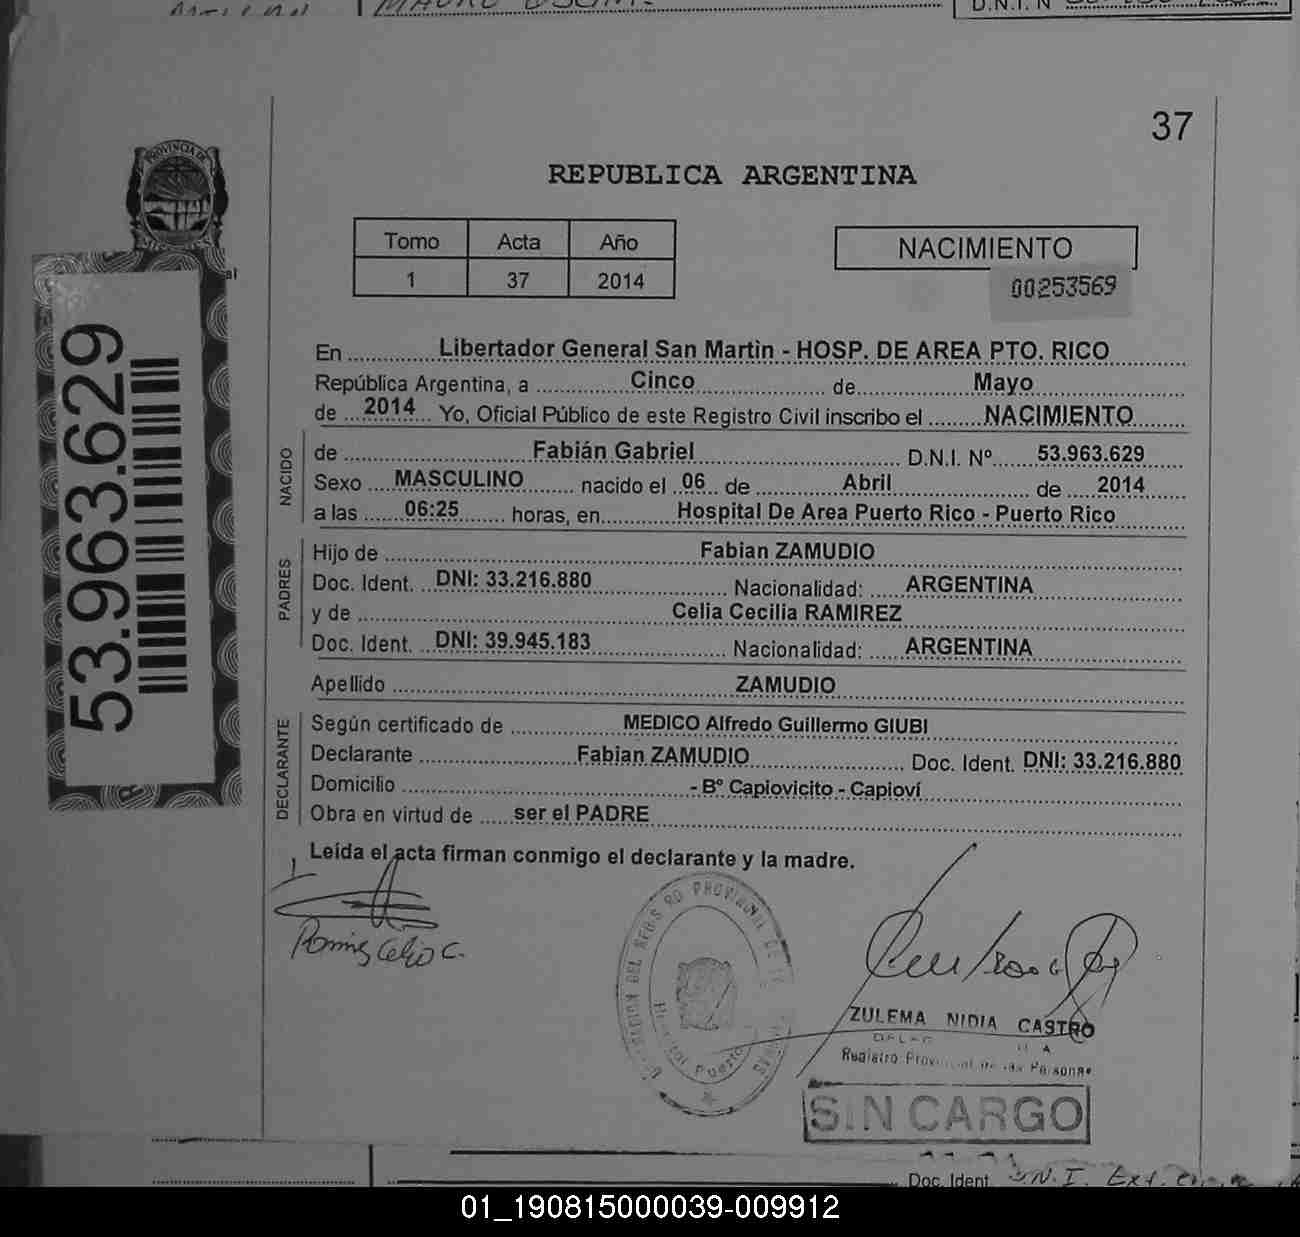 D.N.I. N
37
PROVINCIA DE
MISIONES
REPUBLICA ARGENTINA
Tomo Acta Año
1 37 2014
NACIMIENTO
00253569
53.963.629
En Libertador General San Martin - HOSP. DE AREA PTO. RICO
República Argentina, a Cinco de Mayo
de 2014 Yo, Oficial Público de este Registro Civil inscribo el NACIMIENTO
NACIDO
de Fabián Gabriel D.N.I. Nº 53.963.629
Sexo MASCULINO nacido el 06 de Abril de 2014
a las 06:25 horas, en Hospital De Area Puerto Rico - Puerto Rico
PADRES
Hijo de Fabian ZAMUDIO
Doc. Ident. DNI: 33.216.880 Nacionalidad: ARGENTINA
y de Celia Cecilia RAMIREZ
Doc. Ident. DNI: 39.945.183 Nacionalidad: ARGENTINA
Apellido ZAMUDIO
DECLARANTE
Según certificado de MEDICO Alfredo Guillermo GIUBI
Declarante Fabian ZAMUDIO Doc. Ident. DNI: 33.216.880
Domicilio - Bº Capiovicito - Capioví
Obra en virtud de ser el PADRE
Leída el acta firman conmigo el declarante y la madre.
ZULEMA NIDIA CASTRO
SIN CARGO
Doc. Ident.
01_190815000039-009912